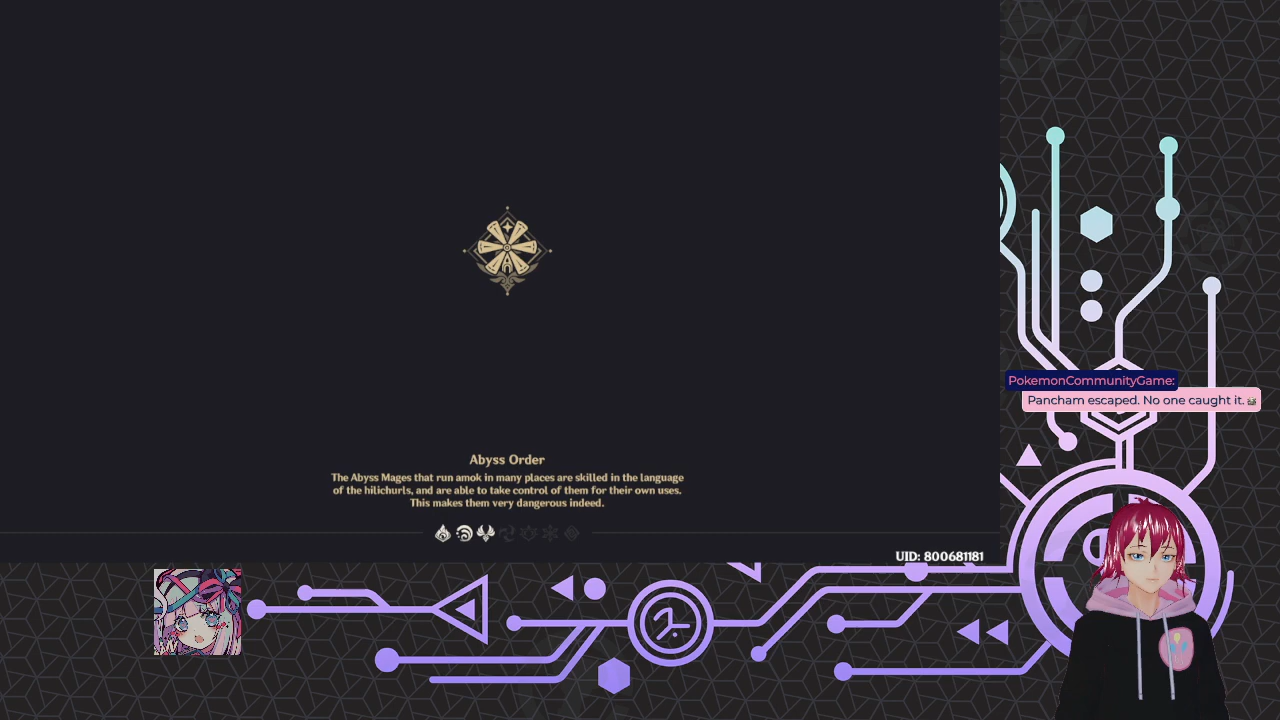 PokemonCommunityGame:
Pancham escaped. No one caught it.
Abyss Order
The Abyss Mages that run amok in many places are skilled in the language
of the hilichurls, and are able to take control of them for their own uses.
This makes them very dangerous indeed.
UID: 800681181